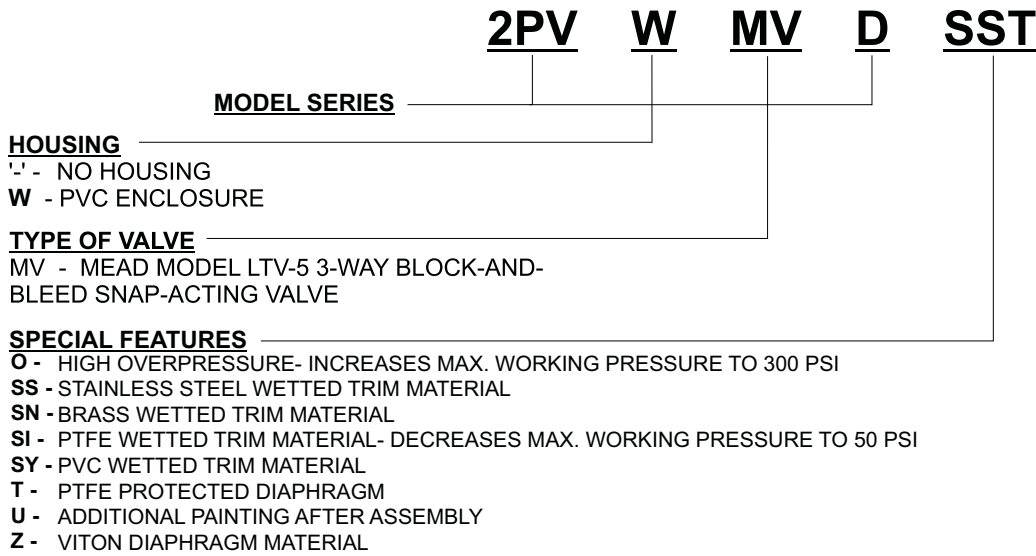 2PV W MV D SST
MODEL SERIES
HOUSING
'-' - NO HOUSING
W - PVC ENCLOSURE
TYPE OF VALVE
MV - MEAD MODEL LTV-5 3-WAY BLOCK-AND-
BLEED SNAP-ACTING VALVE
SPECIAL FEATURES
O - HIGH OVERPRESSURE- INCREASES MAX. WORKING PRESSURE TO 300 PSI
SS - STAINLESS STEEL WETTED TRIM MATERIAL
SN - BRASS WETTED TRIM MATERIAL
SI - PTFE WETTED TRIM MATERIAL- DECREASES MAX. WORKING PRESSURE TO 50 PSI
SY - PVC WETTED TRIM MATERIAL
T - PTFE PROTECTED DIAPHRAGM
U - ADDITIONAL PAINTING AFTER ASSEMBLY
Z - VITON DIAPHRAGM MATERIAL